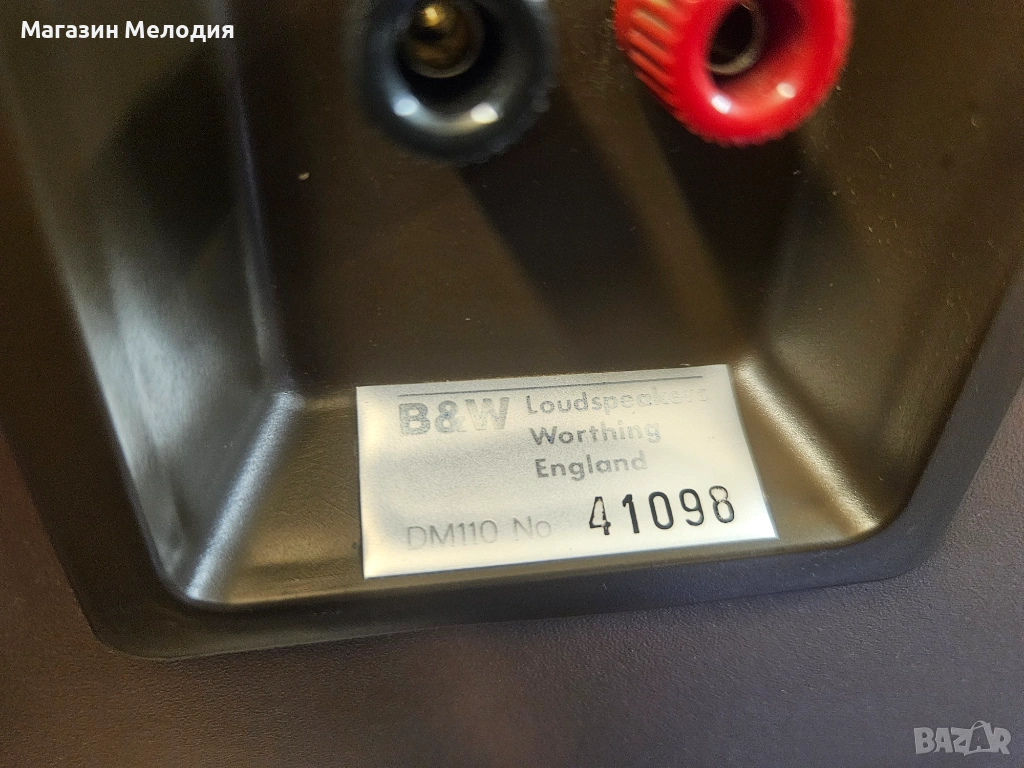 Магазин Мелодия
B&W Loudspeakers
Worthing
England
DM110 No 41098
BAZAR